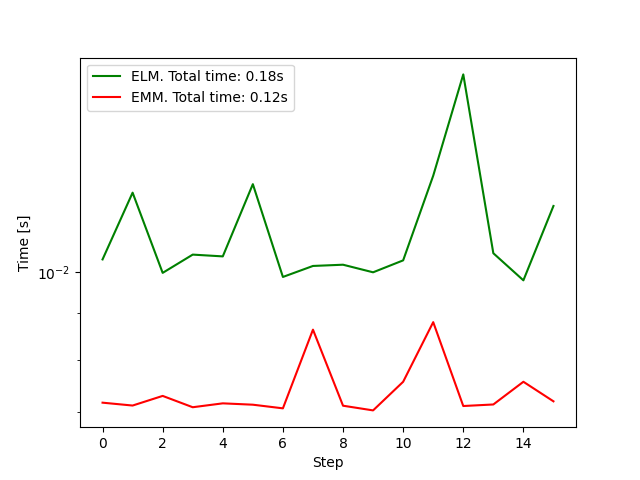 ELM. Total time: 0.18s
EMM. Total time: 0.12s
Time [s]
10⁻²
0 2 4 6 8 10 12 14
Step